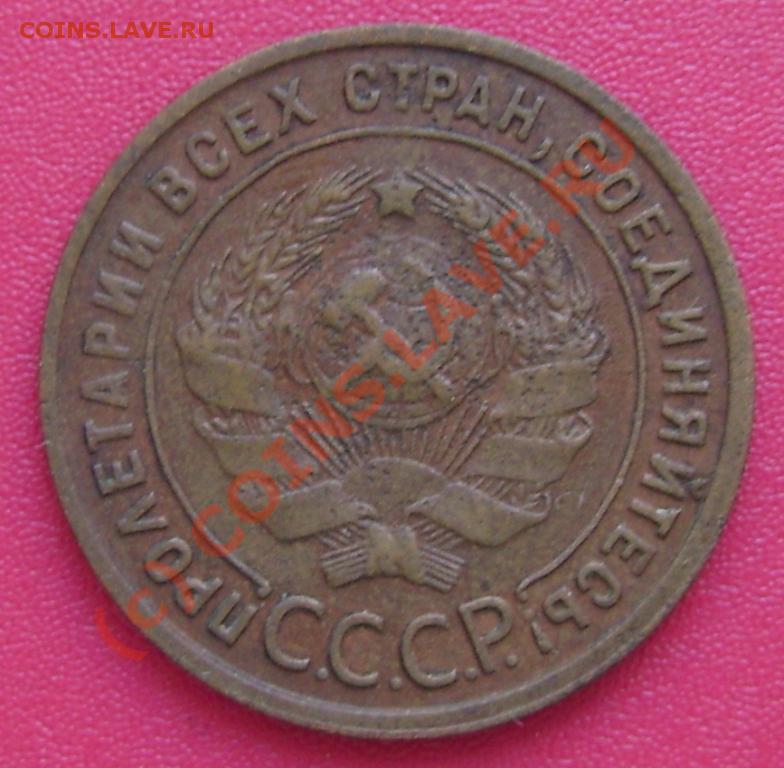 COINS.LAVE.RU
ПРОЛЕТАРИИ ВСЕХ СТРАН, СОЕДИНЯЙТЕСЬ!
С.С.С.Р.
(c) COINS.LAVE.RU